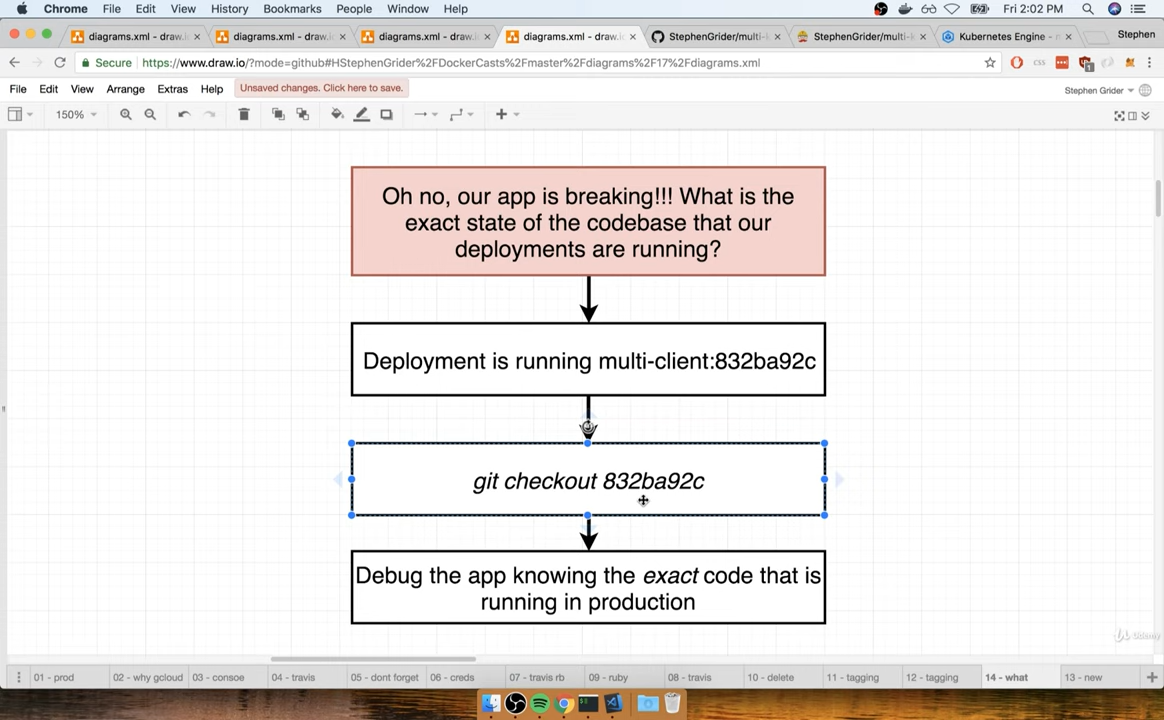 Chrome File Edit View History Bookmarks People Window Help Fri 2:02 PM
diagrams.xml - draw.i diagrams.xml - draw.i diagrams.xml - draw.i diagrams.xml - draw.i StephenGrider/multi- StephenGrider/multi- Kubernetes Engine - Stephen
Secure https://www.draw.io/?mode=github#HStephenGrider%2FDockerCasts%2Fmaster%2Fdiagrams%2F17%2Fdiagrams.xml css 1
File Edit View Arrange Extras Help Unsaved changes. Click here to save. Stephen Grider
150%
Oh no, our app is breaking!!! What is the
exact state of the codebase that our
deployments are running?
Deployment is running multi-client:832ba92c
git checkout 832ba92c
Debug the app knowing the exact code that is
running in production
Udemy
01 - prod 02 - why gcloud 03 - consoe 04 - travis 05 - dont forget 06 - creds 07 - travis rb 09 - ruby 08 - travis 10 - delete 11 - tagging 12 - tagging 14 - what 13 - new